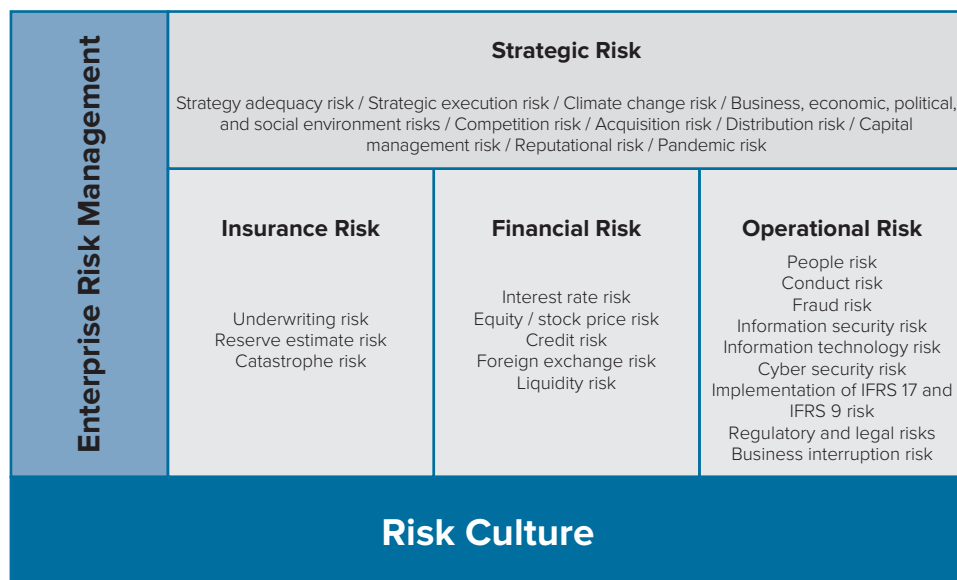 Enterprise Risk Management
Strategic Risk
Strategy adequacy risk / Strategic execution risk / Climate change risk / Business, economic, political,
and social environment risks / Competition risk / Acquisition risk / Distribution risk / Capital
management risk / Reputational risk / Pandemic risk
Insurance Risk
Underwriting risk
Reserve estimate risk
Catastrophe risk
Financial Risk
Interest rate risk
Equity / stock price risk
Credit risk
Foreign exchange risk
Liquidity risk
Operational Risk
People risk
Conduct risk
Fraud risk
Information security risk
Information technology risk
Cyber security risk
Implementation of IFRS 17 and
IFRS 9 risk
Regulatory and legal risks
Business interruption risk
Risk Culture